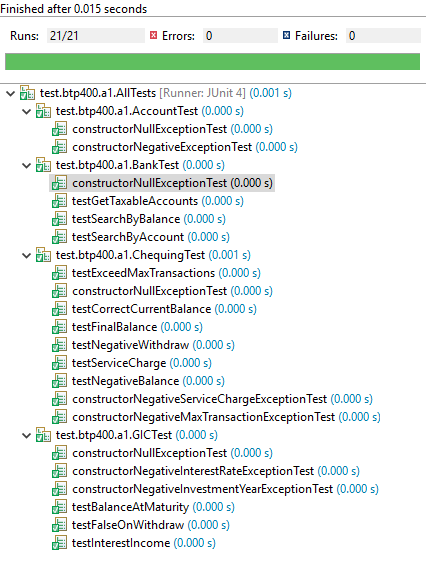 Finished after 0.015 seconds
Runs: 21/21 Errors: 0 Failures: 0
test.btp400.a1.AllTests [Runner: JUnit 4] (0.001 s)
test.btp400.a1.AccountTest (0.000 s)
constructorNullExceptionTest (0.000 s)
constructorNegativeExceptionTest (0.000 s)
test.btp400.a1.BankTest (0.000 s)
constructorNullExceptionTest (0.000 s)
testGetTaxableAccounts (0.000 s)
testSearchByBalance (0.000 s)
testSearchByAccount (0.000 s)
test.btp400.a1.ChequingTest (0.001 s)
testExceedMaxTransactions (0.000 s)
constructorNullExceptionTest (0.000 s)
testCorrectCurrentBalance (0.000 s)
testFinalBalance (0.000 s)
testNegativeWithdraw (0.000 s)
testServiceCharge (0.000 s)
testNegativeBalance (0.000 s)
constructorNegativeServiceChargeExceptionTest (0.000 s)
constructorNegativeMaxTransactionExceptionTest (0.000 s)
test.btp400.a1.GICTest (0.000 s)
constructorNullExceptionTest (0.000 s)
constructorNegativeInterestRateExceptionTest (0.000 s)
constructorNegativeInvestmentYearExceptionTest (0.000 s)
testBalanceAtMaturity (0.000 s)
testFalseOnWithdraw (0.000 s)
testInterestIncome (0.000 s)